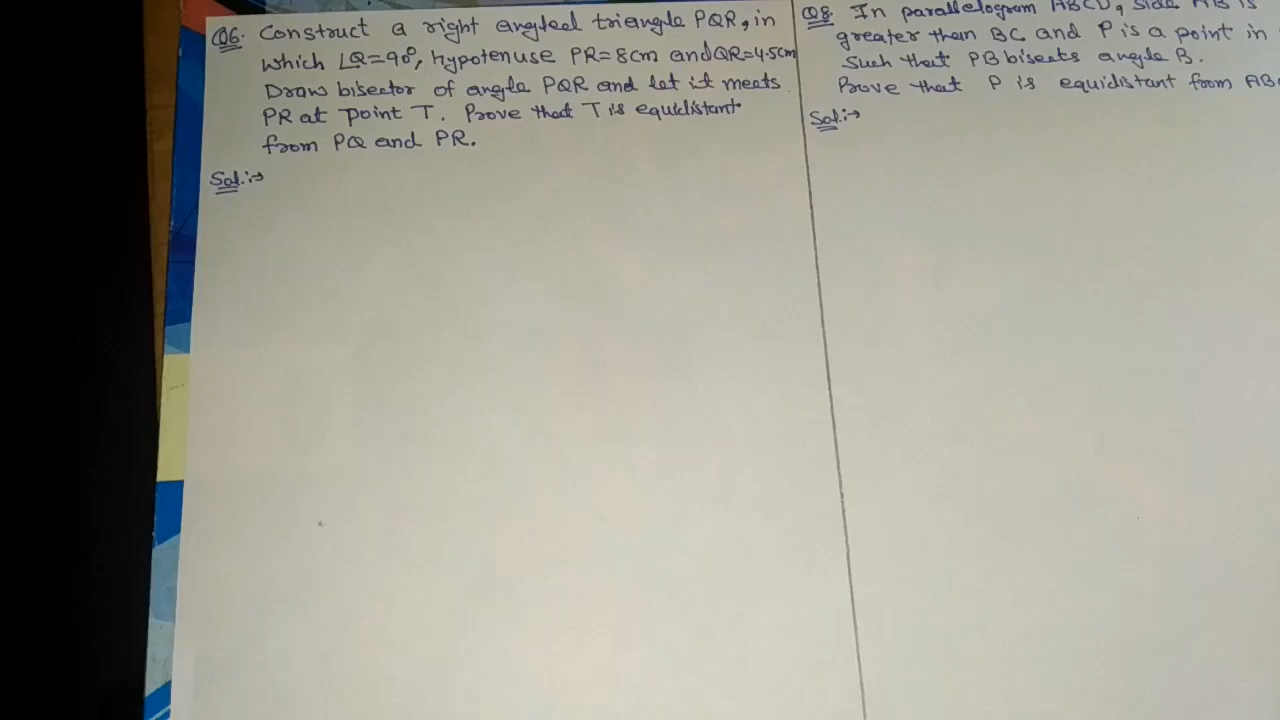 Q6. Construct a right angled triangle PQR, in
which ∠Q=90°, hypotenuse PR=8cm and QR=4.5cm
Draw bisector of angle PQR and let it meets
PR at point T. Prove that T is equidistant
from PQ and PR.
Sol:→
Q8 In parallelogram ABCD, side AB is
greater than BC and P is a point in
Such that PB bisects angle B.
Prove that P is equidistant from AB
Sol:→